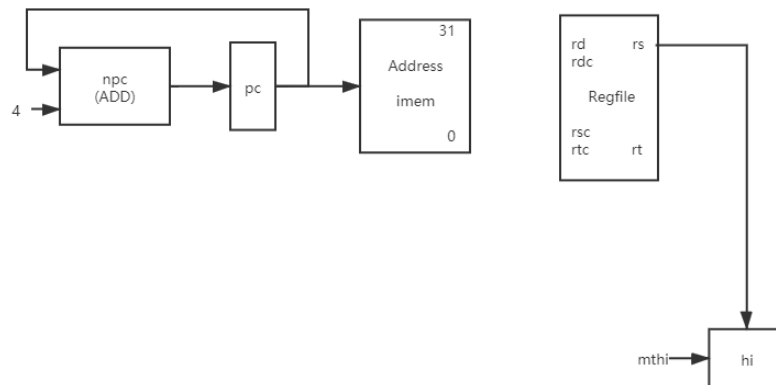 npc
(ADD)
4
pc
31
Address
imem
0
rd rs
rdc
Regfile
rsc
rtc rt
mthi
hi